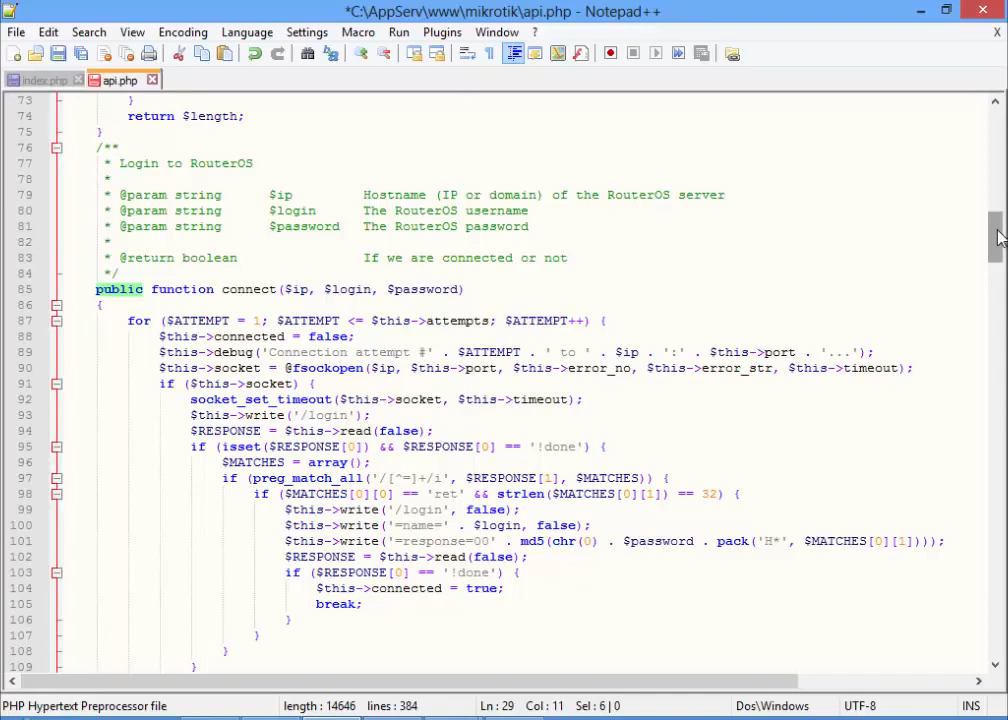 *C:\AppServ\www\mikrotik\api.php - Notepad++
File Edit Search View Encoding Language Settings Macro Run Plugins Window ? X
index.php api.php
73 }
74 return $length;
75 }
76 /**
77 * Login to RouterOS
78 *
79 * @param string $ip Hostname (IP or domain) of the RouterOS server
80 * @param string $login The RouterOS username
81 * @param string $password The RouterOS password
82 *
83 * @return boolean If we are connected or not
84 */
85 public function connect($ip, $login, $password)
86 {
87 for ($ATTEMPT = 1; $ATTEMPT <= $this->attempts; $ATTEMPT++) {
88 $this->connected = false;
89 $this->debug('Connection attempt #' . $ATTEMPT . ' to ' . $ip . ':' . $this->port . '...');
90 $this->socket = @fsockopen($ip, $this->port, $this->error_no, $this->error_str, $this->timeout);
91 if ($this->socket) {
92 socket_set_timeout($this->socket, $this->timeout);
93 $this->write('/login');
94 $RESPONSE = $this->read(false);
95 if (isset($RESPONSE[0]) && $RESPONSE[0] == '!done') {
96 $MATCHES = array();
97 if (preg_match_all('/[^=]+/i', $RESPONSE[1], $MATCHES)) {
98 if ($MATCHES[0][0] == 'ret' && strlen($MATCHES[0][1]) == 32) {
99 $this->write('/login', false);
100 $this->write('=name=' . $login, false);
101 $this->write('=response=00' . md5(chr(0) . $password . pack('H*', $MATCHES[0][1])));
102 $RESPONSE = $this->read(false);
103 if ($RESPONSE[0] == '!done') {
104 $this->connected = true;
105 break;
106 }
107 }
108 }
109 }
PHP Hypertext Preprocessor file length : 14646 lines : 384 Ln : 29 Col : 11 Sel : 6 | 0 Dos\Windows UTF-8 INS